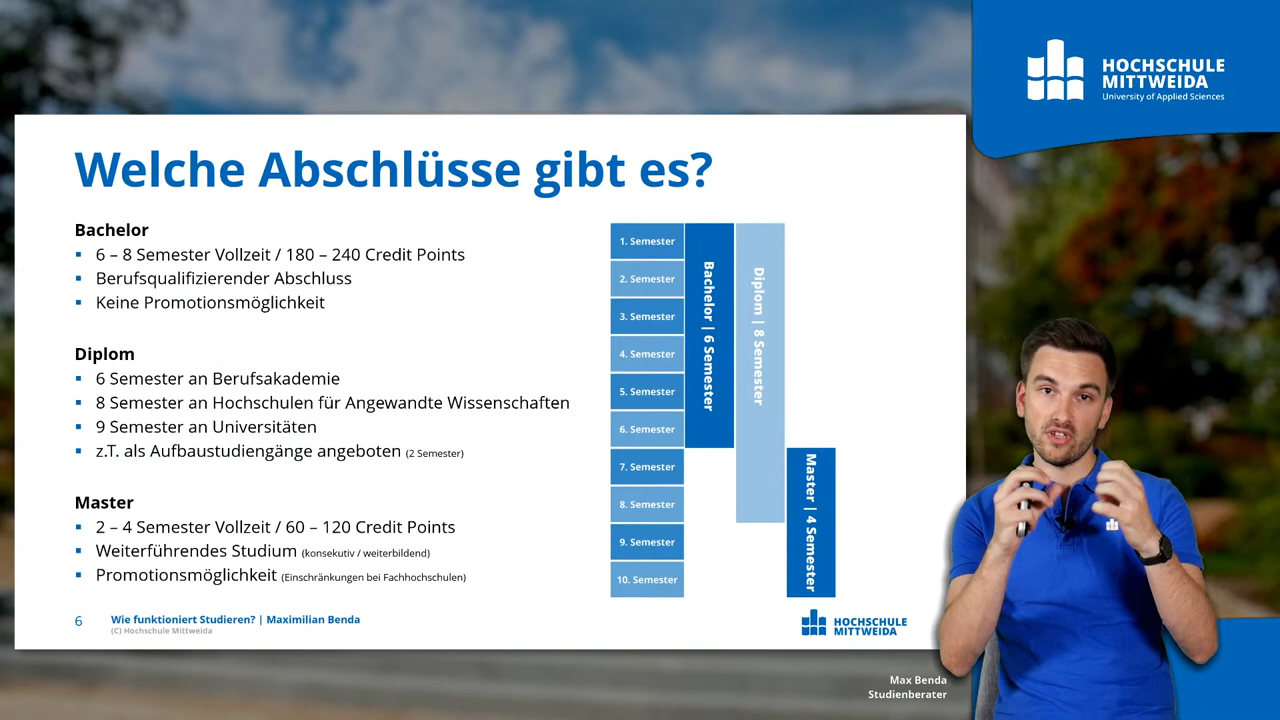 HOCHSCHULE
MITTWEIDA
University of Applied Sciences
Welche Abschlüsse gibt es?
Bachelor
▪ 6 – 8 Semester Vollzeit / 180 – 240 Credit Points
▪ Berufsqualifizierender Abschluss
▪ Keine Promotionsmöglichkeit
Diplom
▪ 6 Semester an Berufsakademie
▪ 8 Semester an Hochschulen für Angewandte Wissenschaften
▪ 9 Semester an Universitäten
▪ z.T. als Aufbaustudiengänge angeboten (2 Semester)
Master
▪ 2 – 4 Semester Vollzeit / 60 – 120 Credit Points
▪ Weiterführendes Studium (konsekutiv / weiterbildend)
▪ Promotionsmöglichkeit (Einschränkungen bei Fachhochschulen)
1. Semester
2. Semester
3. Semester
4. Semester
5. Semester
6. Semester
7. Semester
8. Semester
9. Semester
10. Semester
Bachelor | 6 Semester
Diplom | 8 Semester
Master | 4 Semester
6
Wie funktioniert Studieren? | Maximilian Benda
(C) Hochschule Mittweida
HOCHSCHULE
MITTWEIDA
Max Benda
Studienberater